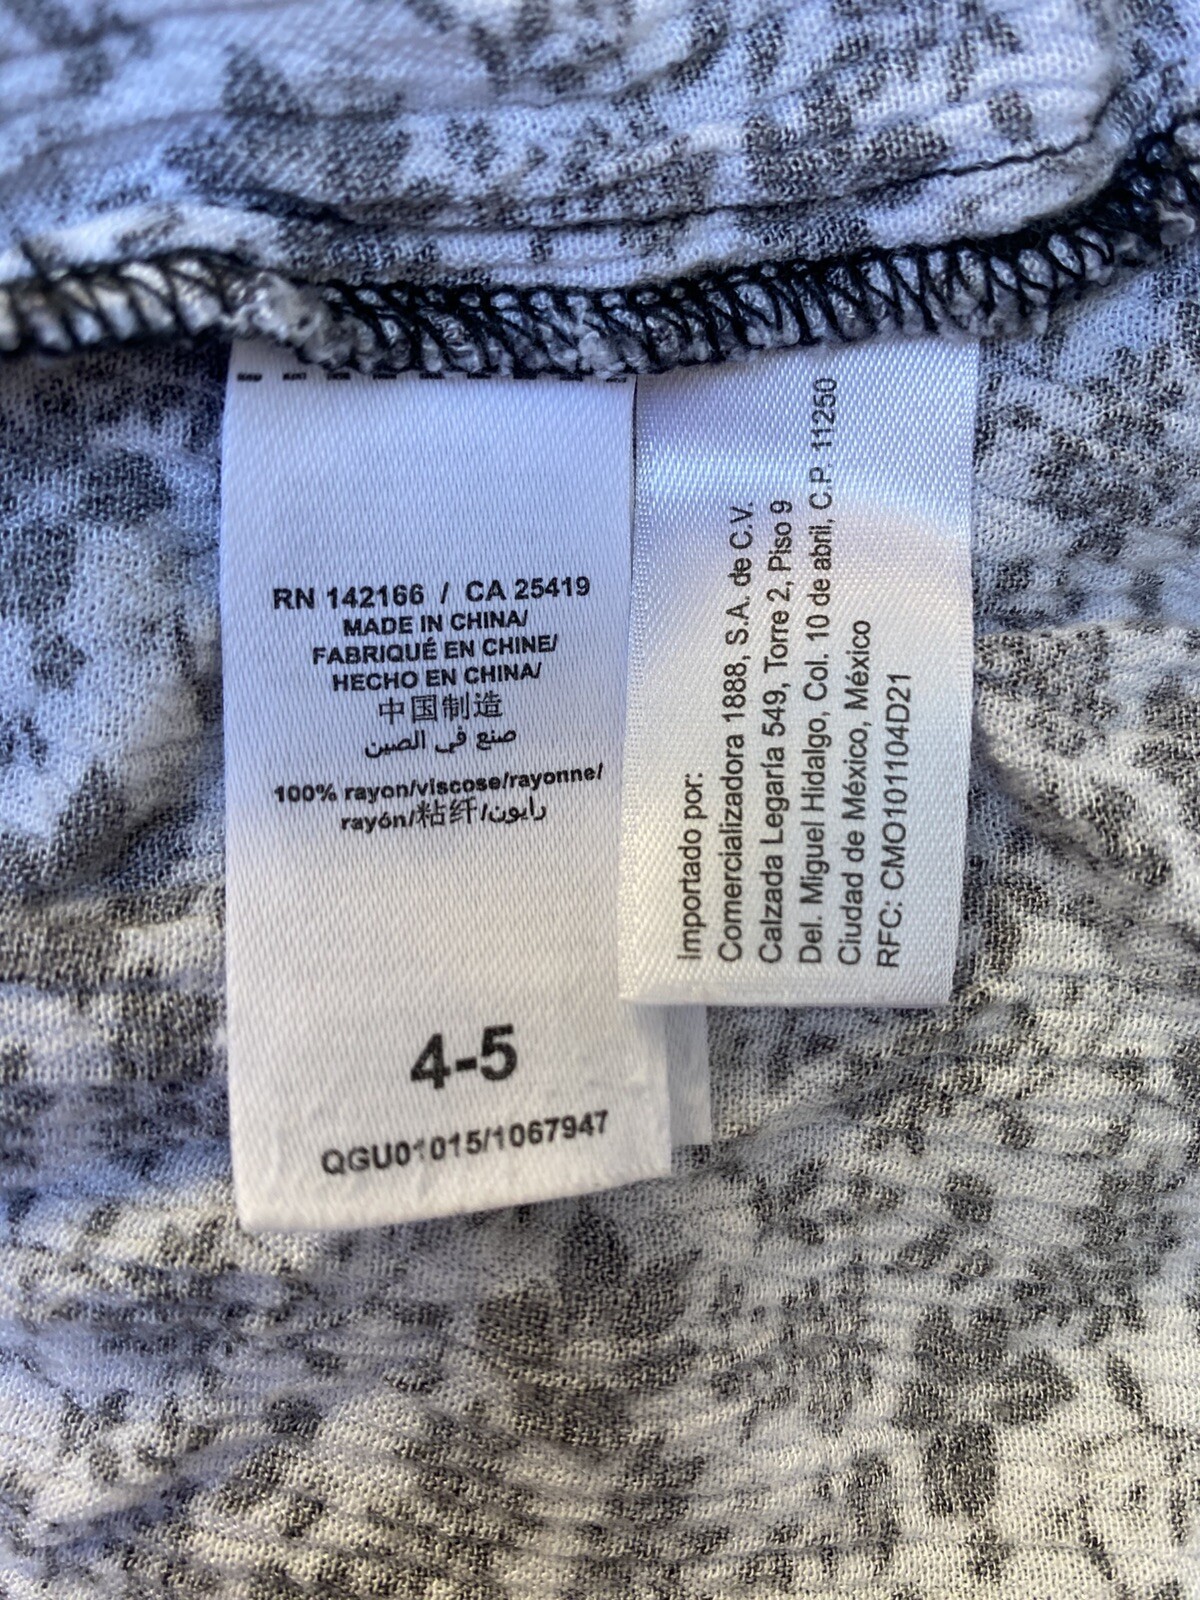 RN 142166 / CA 25419
MADE IN CHINA/
FABRIQUÉ EN CHINE/
HECHO EN CHINA/
中国制造
صنع في الصين
100% rayon/viscose/rayonne/
rayón/粘纤/رايون
4-5
QGU01015/1067947
Importado por:
Comercializadora 1888, S.A. de C.V.
Calzada Legaria 549, Torre 2, Piso 9
Del. Miguel Hidalgo, Col. 10 de abril, C.P. 11250
Ciudad de México, México
RFC: CMO101104D21